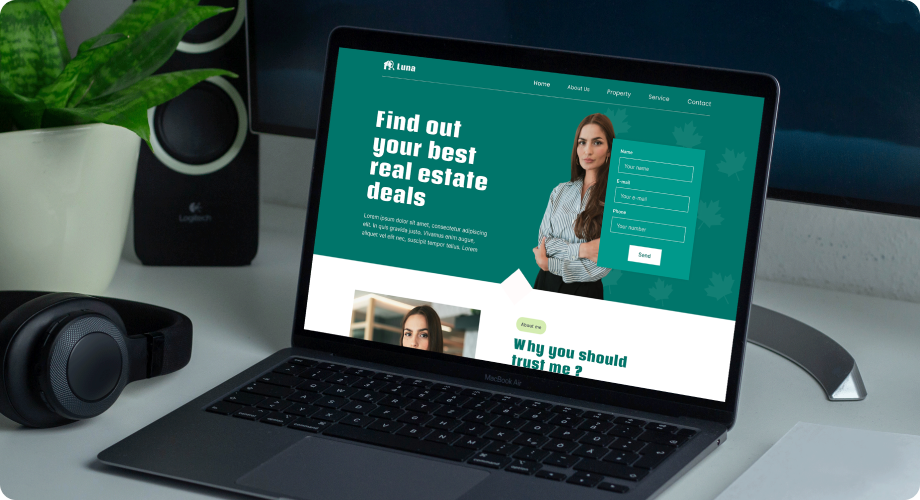 Luna
Home
About Us
Property
Service
Contact
Find out
your best
real estate
deals
Lorem ipsum dolor sit amet, consectetur adipiscing
elit. In quis gravida justo. Vivamus enim augue,
aliquet vel elit nec, suscipit tempor tellus. Lorem
Name
Your name
E-mail
Your e-mail
Phone
Your number
Send
About me
Why you should
trust me ?
MacBook Air
Logitech